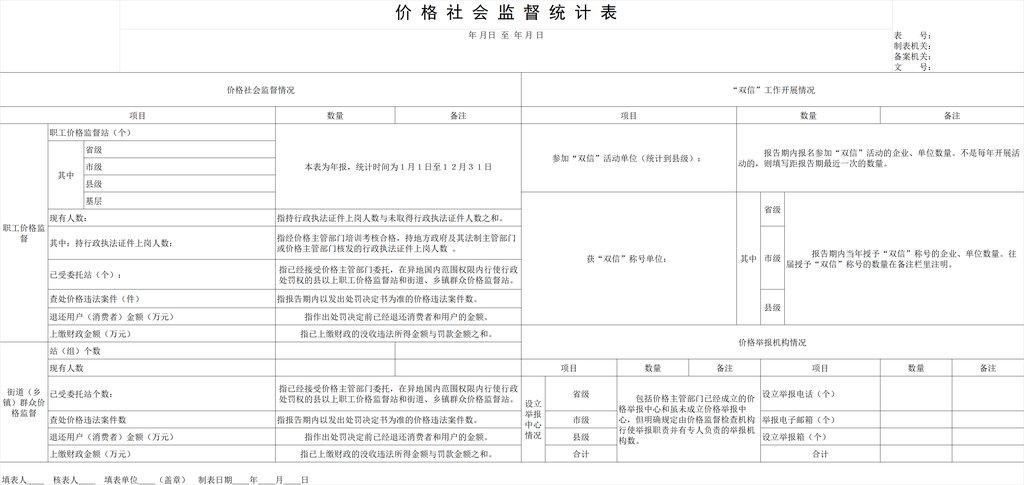 价 格 社 会 监 督 统 计 表
年 月日 至 年 月 日
表 号：
制表机关：
备案机关：
文 号：
价格社会监督情况
“双信”工作开展情况
项目 数量 备注 项目 数量 备注
职工价格监
督
职工价格监督站（个）
其中
省级
市级
县级
基层
本表为年报，统计时间为１月１日至１２月３１日
现有人数：
指持行政执法证件上岗人数与未取得行政执法证件人数之和。
其中：持行政执法证件上岗人数：
指经价格主管部门培训考核合格，持地方政府及其法制主管部门
或价格主管部门核发的行政执法证件上岗人数 。
已受委托站（个）：
指已经接受价格主管部门委托，在异地国内范围权限内行使行政
处罚权的县以上职工价格监督站和街道、乡镇群众价格监督站。
查处价格违法案件（件）
指报告期内以发出处罚决定书为准的价格违法案件数。
退还用户（消费者）金额（万元）
指作出处罚决定前已经退还消费者和用户的金额。
上缴财政金额（万元）
指已上缴财政的没收违法所得金额与罚款金额之和。
参加“双信”活动单位（统计到县级）：
报告期内报名参加“双信”活动的企业、单位数量。不是每年开展活
动的，则填写距报告期最近一次的数量。
获“双信”称号单位：
其中
省级
市级
县级
报告期内当年授予“双信”称号的企业、单位数量。往
届授予“双信”称号的数量在备注栏里注明。
价格举报机构情况
街道（乡
镇）群众价
格监督
站（组）个数
现有人数
已受委托站个数：
指已经接受价格主管部门委托，在异地国内范围权限内行使行政
处罚权的县以上职工价格监督站和街道、乡镇群众价格监督站。
查处价格违法案件数
指报告期内以发出处罚决定书为准的价格违法案件数。
退还用户（消费者）金额（万元）
指作出处罚决定前已经退还消费者和用户的金额。
上缴财政金额（万元）
指已上缴财政的没收违法所得金额与罚款金额之和。
项目 数量 备注 项目 数量 备注
设立
举报
中心
情况
省级
市级
县级
合计
包括价格主管部门已经成立的价
格举报中心和虽未成立价格举报中
心，但明确规定由价格监督检查机构
行使举报职责并有专人负责的举报机
构数。
设立举报电话（个）
举报电子邮箱（个）
设立举报箱（个）
合计
填表人____ 核表人____ 填表单位____（盖章） 制表日期____年____月____日